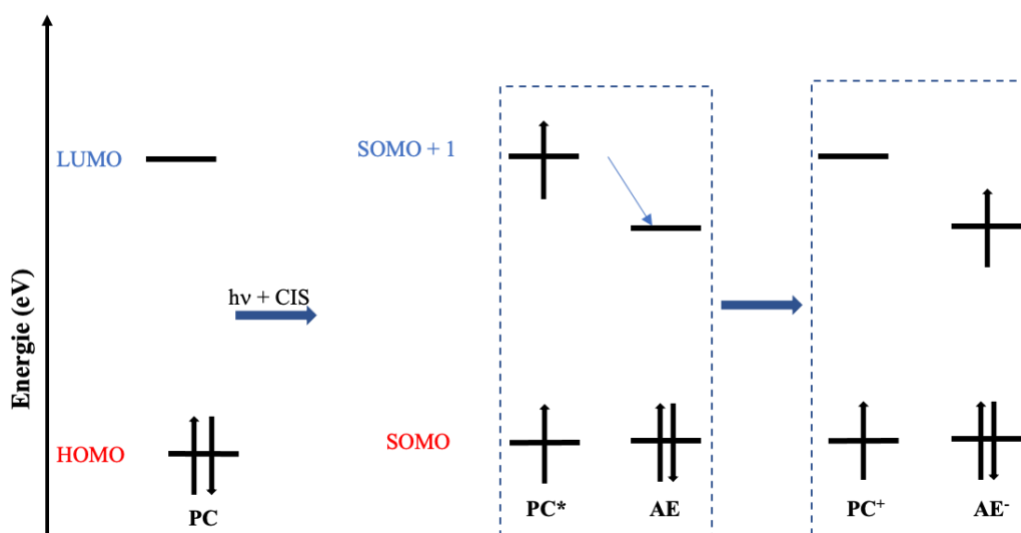 Energie (eV)
LUMO
HOMO
PC
hν + CIS
SOMO + 1
SOMO
PC*
AE
PC⁺
AE⁻